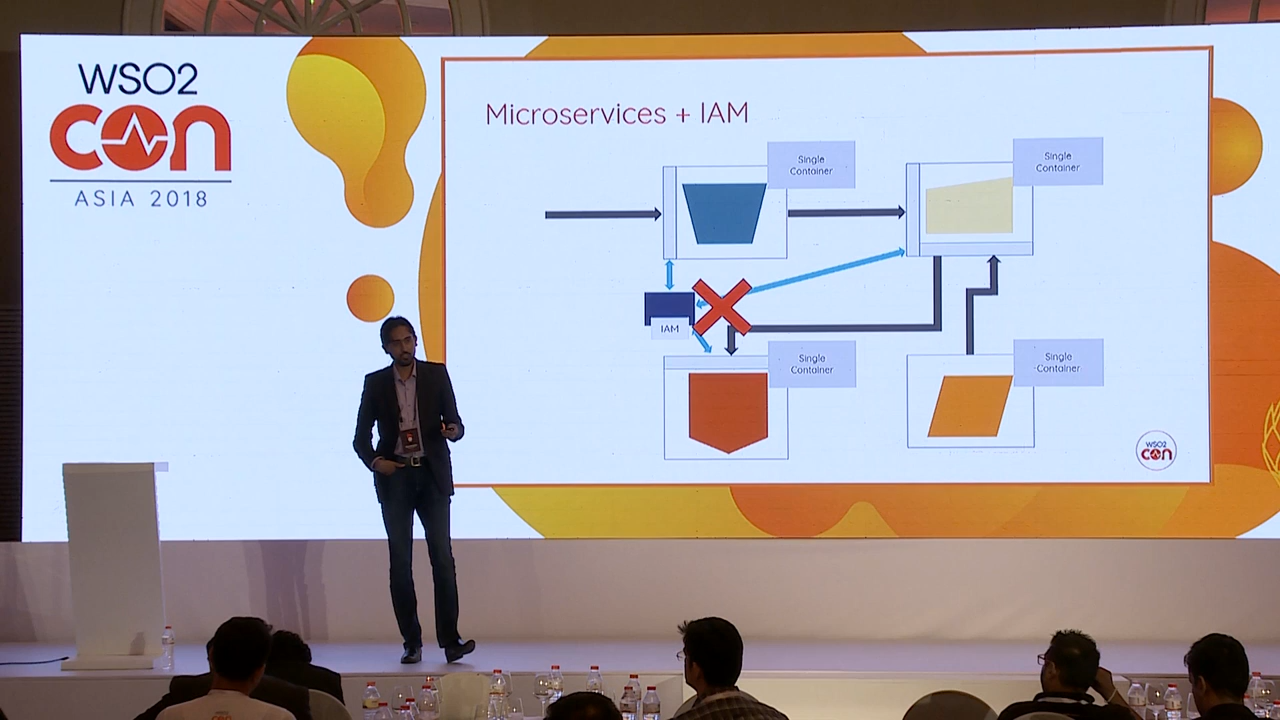 WSO2
CON
ASIA 2018
Microservices + IAM
Single
Container
Single
Container
IAM
Single
Container
Single
Container
WSO2
CON